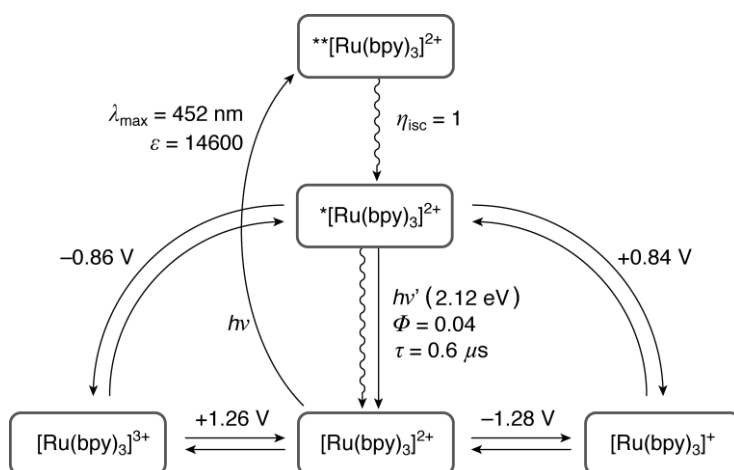 **[Ru(bpy)₃]²⁺
λmax = 452 nm
ε = 14600
ηisc = 1
*[Ru(bpy)₃]²⁺
–0.86 V
+0.84 V
hν
hν' (2.12 eV)
Φ = 0.04
τ = 0.6 μs
[Ru(bpy)₃]³⁺
+1.26 V
[Ru(bpy)₃]²⁺
–1.28 V
[Ru(bpy)₃]⁺